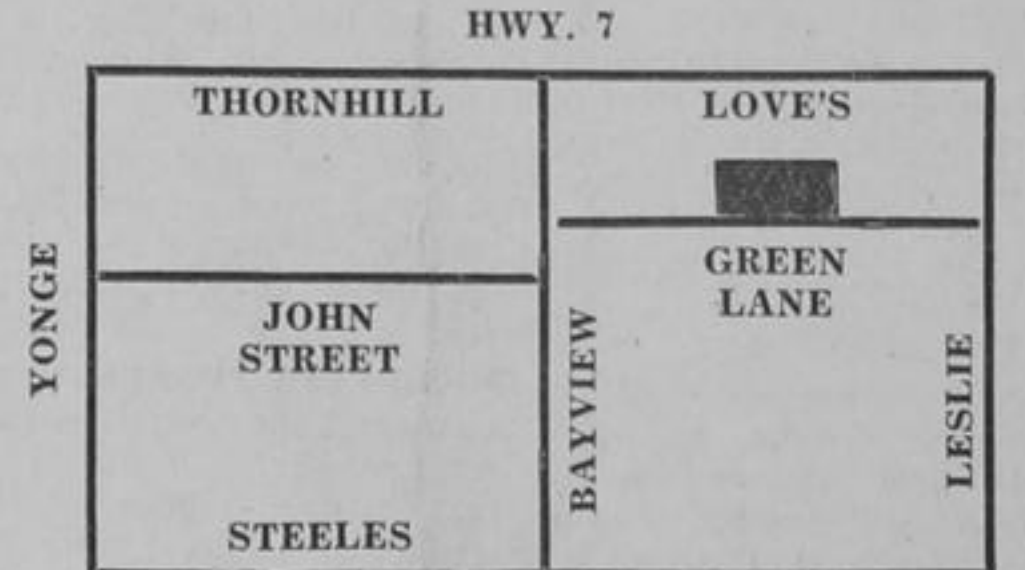 HWY. 7
THORNHILL
LOVE'S
YONGE
JOHN
STREET
GREEN
LANE
BAYVIEW
LESLIE
STEELES